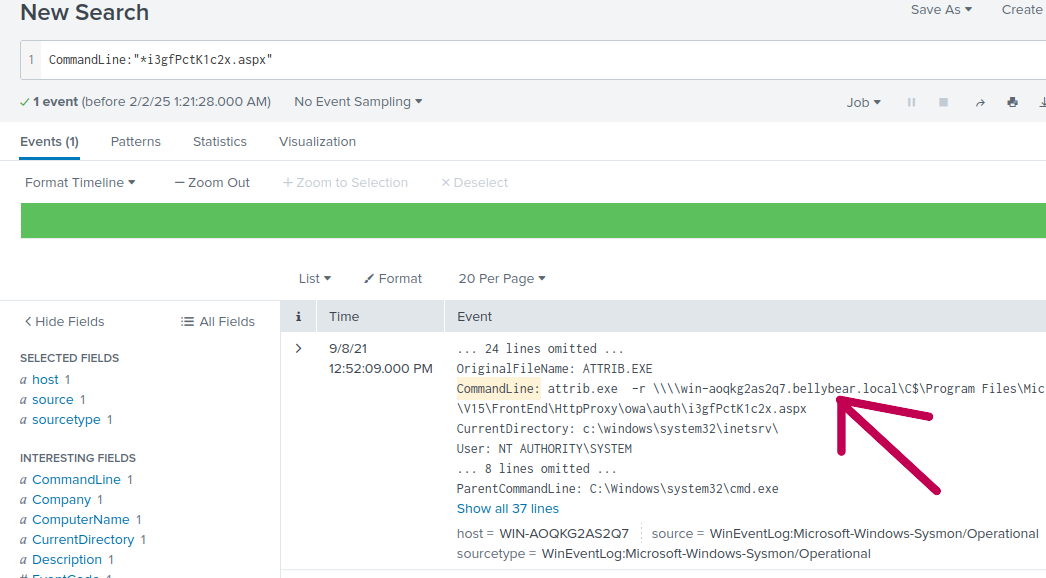 New Search
Save As
Create
1 CommandLine:"*i3gfPctK1c2x.aspx"
1 event (before 2/2/25 1:21:28.000 AM)
No Event Sampling
Job
Events (1)
Patterns
Statistics
Visualization
Format Timeline
— Zoom Out
+ Zoom to Selection
× Deselect
List
Format
20 Per Page
< Hide Fields
All Fields
i
Time
Event
SELECTED FIELDS
a host 1
a source 1
a sourcetype 1
INTERESTING FIELDS
a CommandLine 1
a Company 1
a ComputerName 1
a CurrentDirectory 1
a Description 1
# EventCode 1
>
9/8/21
12:52:09.000 PM
... 24 lines omitted ...
OriginalFileName: ATTRIB.EXE
CommandLine: attrib.exe  -r \\\\win-aoqkg2as2q7.bellybear.local\C$\Program Files\Mic
\V15\FrontEnd\HttpProxy\owa\auth\i3gfPctK1c2x.aspx
CurrentDirectory: c:\windows\system32\inetsrv\
User: NT AUTHORITY\SYSTEM
... 8 lines omitted ...
ParentCommandLine: C:\Windows\system32\cmd.exe
Show all 37 lines
host = WIN-AOQKG2AS2Q7
source = WinEventLog:Microsoft-Windows-Sysmon/Operational
sourcetype = WinEventLog:Microsoft-Windows-Sysmon/Operational